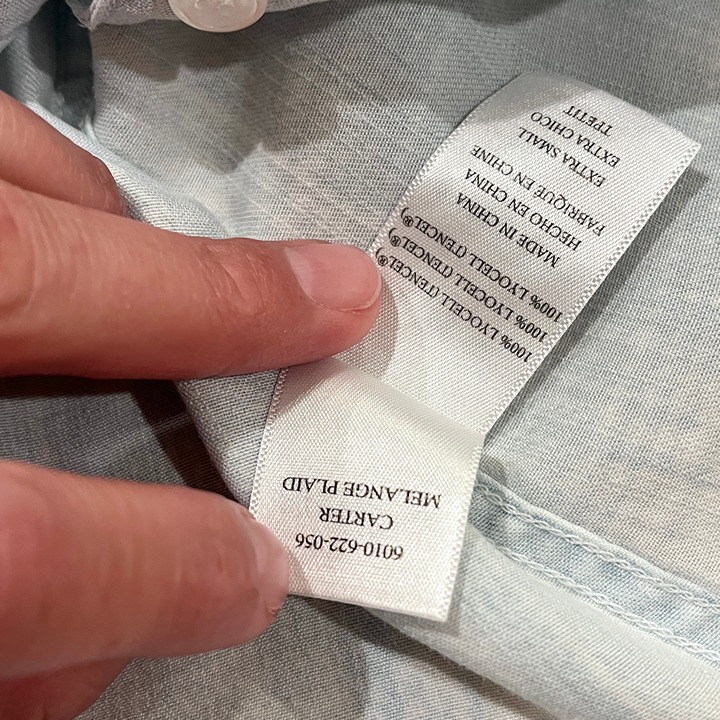 6010-622-056
CARTER
MELANGE PLAID
100% LYOCELL (TENCEL®)
100% LYOCELL (TENCEL®)
100% LYOCELL (TENCEL®)
MADE IN CHINA
HECHO EN CHINA
FABRIQUÉ EN CHINE
EXTRA SMALL
EXTRA CHICO
TPETIT